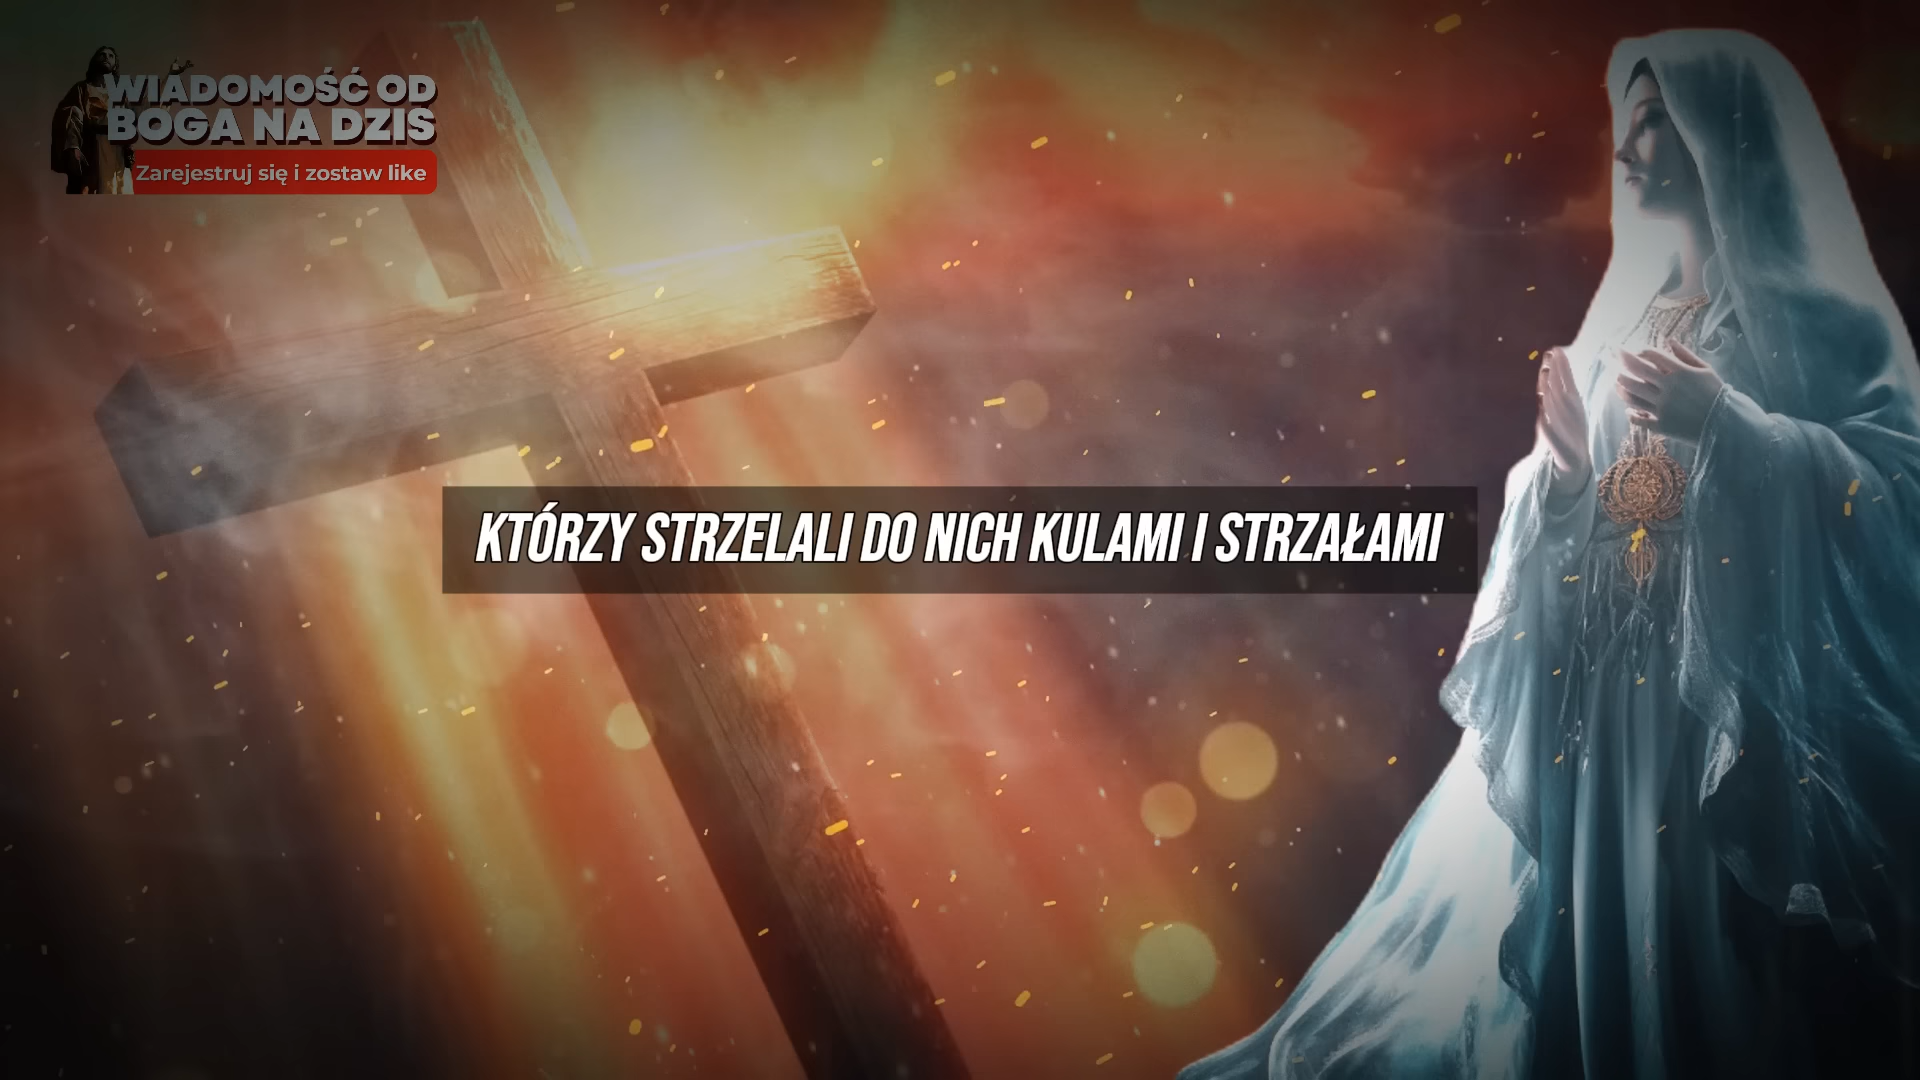 WIADOMOŚĆ OD
BOGA NA DZIS
Zarejestruj się i zostaw like
KTÓRZY STRZELALI DO NICH KULAMI I STRZAŁAMI